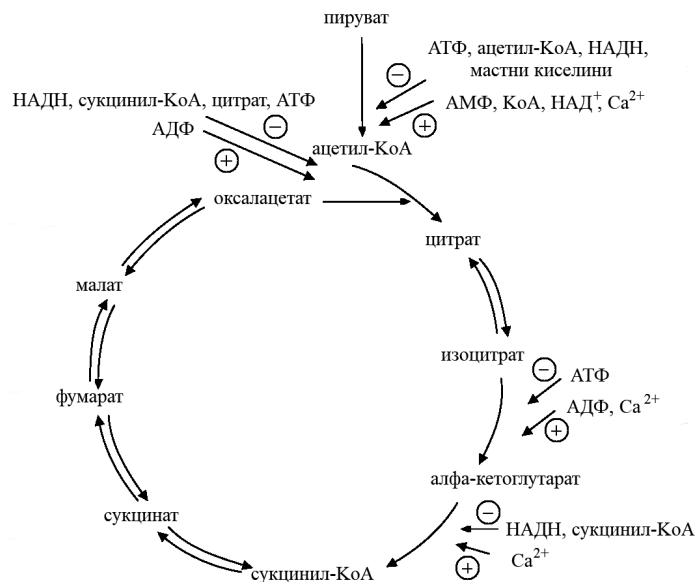 пируват
АТФ, ацетил-КоА, НАДН,
мастни киселини
−
НАДН, сукцинил-КоА, цитрат, АТФ
АМФ, КоА, НАД+, Ca2+
−
+
АДФ
+
ацетил-КоА
оксалацетат
цитрат
малат
изоцитрат
−
АТФ
фумарат
АДФ, Ca2+
+
алфа-кетоглутарат
−
сукцинат
НАДН, сукцинил-КоА
Ca2+
+
сукцинил-КоА